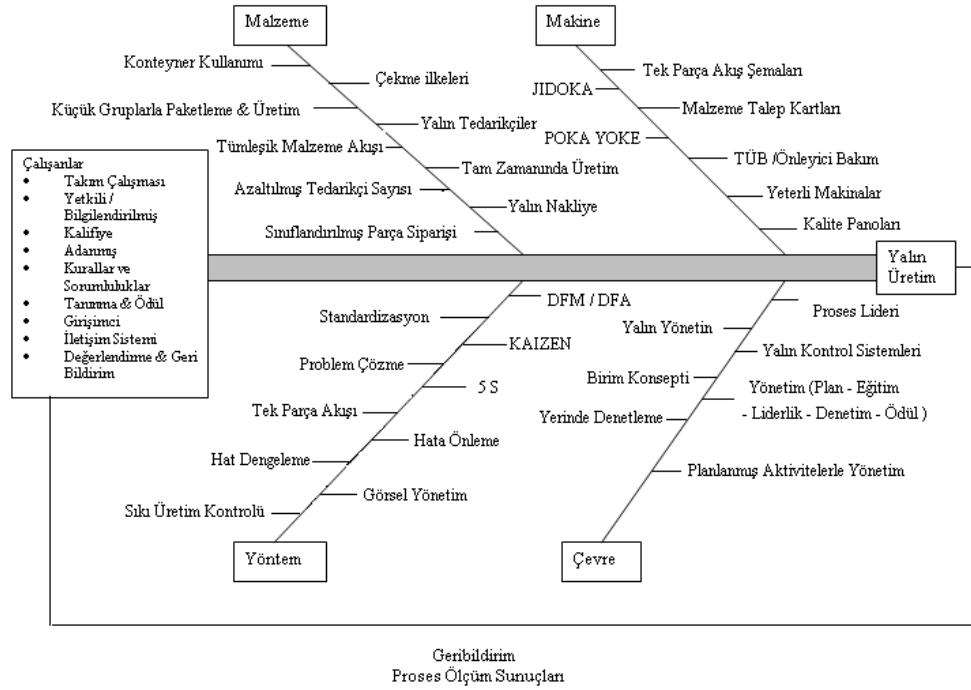 Malzeme
Konteyner Kullanımı
Çekme ilkeleri
Küçük Gruplarla Paketleme & Üretim
Yalın Tedarikçiler
Tümleşik Malzeme Akışı
Tam Zamanında Üretim
Azaltılmış Tedarikçi Sayısı
Yalın Nakliye
Sınıflandırılmış Parça Siparişi
Makine
Tek Parça Akış Şemaları
JIDOKA
Malzeme Talep Kartları
POKA YOKE
TÜB /Önleyici Bakım
Yeterli Makinalar
Kalite Panoları
Çalışanlar
• Takım Çalışması
• Yetkili /
Bilgilendirilmiş
• Kalifiye
• Adanmış
• Kurallar ve
Sorumluluklar
• Tanınma & Ödül
• Girişimci
• İletişim Sistemi
• Değerlendirme & Geri
Bildirim
Yalın
Üretim
DFM / DFA
Standardizasyon
KAIZEN
Problem Çözme
5 S
Tek Parça Akışı
Hata Önleme
Hat Dengeleme
Görsel Yönetim
Sıkı Üretim Kontrolü
Yöntem
Proses Lideri
Yalın Yönetin
Yalın Kontrol Sistemleri
Birim Konsepti
Yönetim (Plan - Eğitim
- Liderlik - Denetim - Ödül )
Yerinde Denetleme
Planlanmış Aktivitelerle Yönetim
Çevre
Geribildirim
Proses Ölçüm Sunuçları